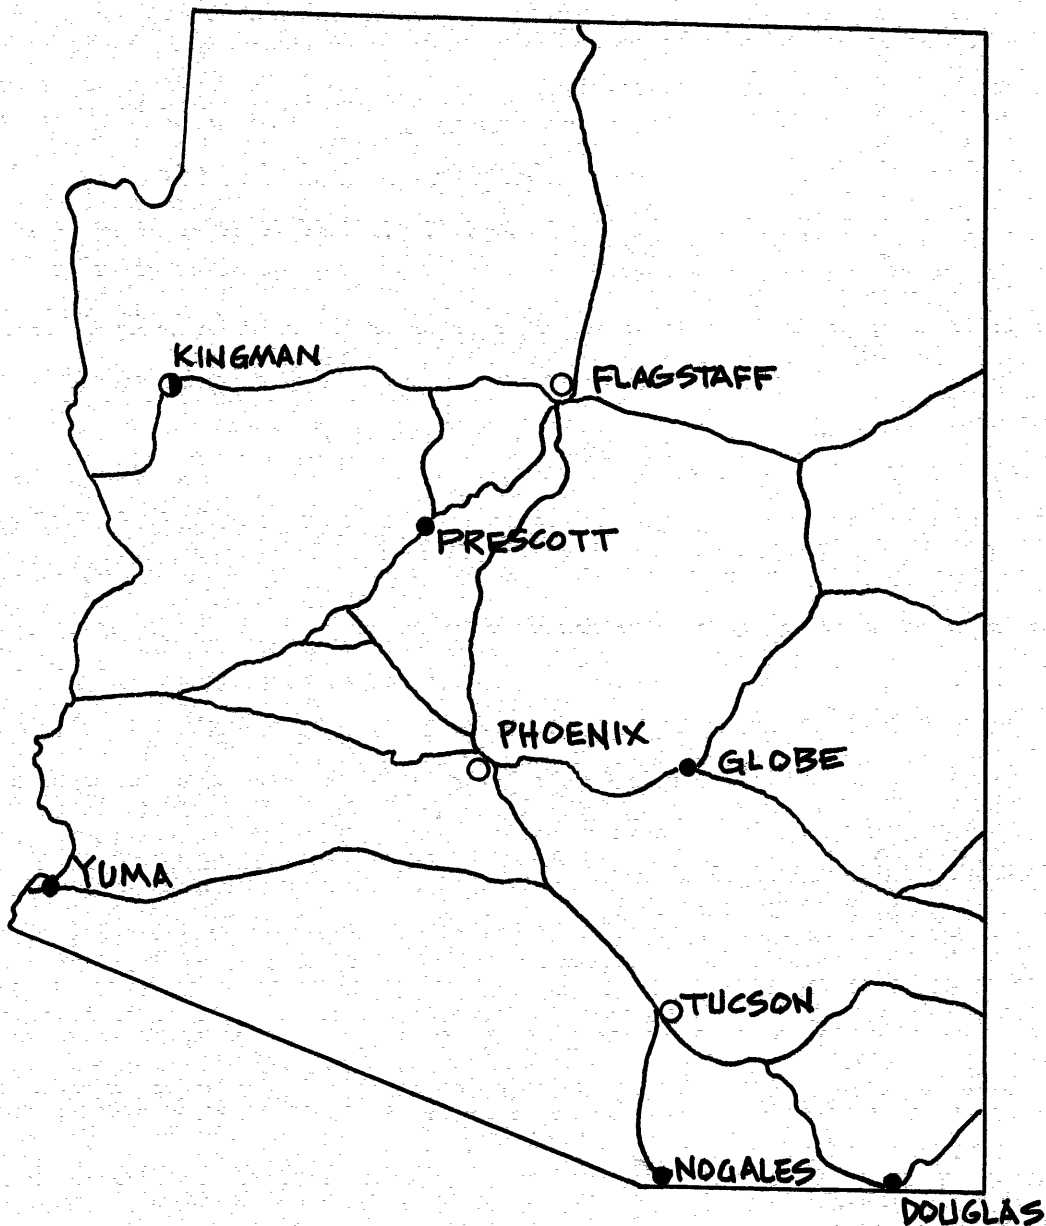 KINGMAN
FLAGSTAFF
PRESCOTT
PHOENIX
GLOBE
YUMA
TUCSON
NOGALES
DOUGLAS